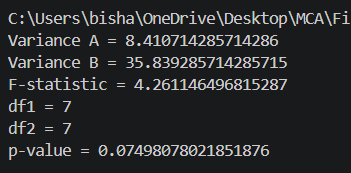 C:\Users\bisha\OneDrive\Desktop\MCA\Fi
Variance A = 8.410714285714286
Variance B = 35.839285714285715
F-statistic = 4.261146496815287
df1 = 7
df2 = 7
p-value = 0.07498078021851876